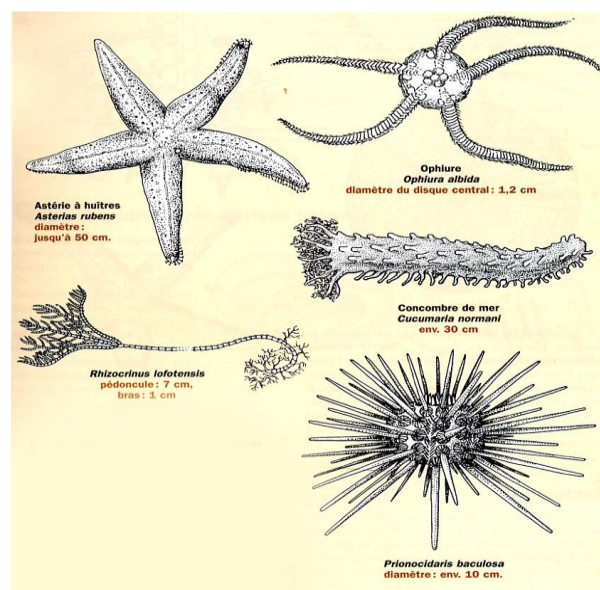 Astérie à huîtres
Asterias rubens
diamètre :
jusqu'à 50 cm.
Ophiure
Ophiura albida
diamètre du disque central : 1,2 cm
Concombre de mer
Cucumaria normani
env. 30 cm
Rhizocrinus lofotensis
pédoncule : 7 cm,
bras : 1 cm
Prionocidaris baculosa
diamètre : env. 10 cm.